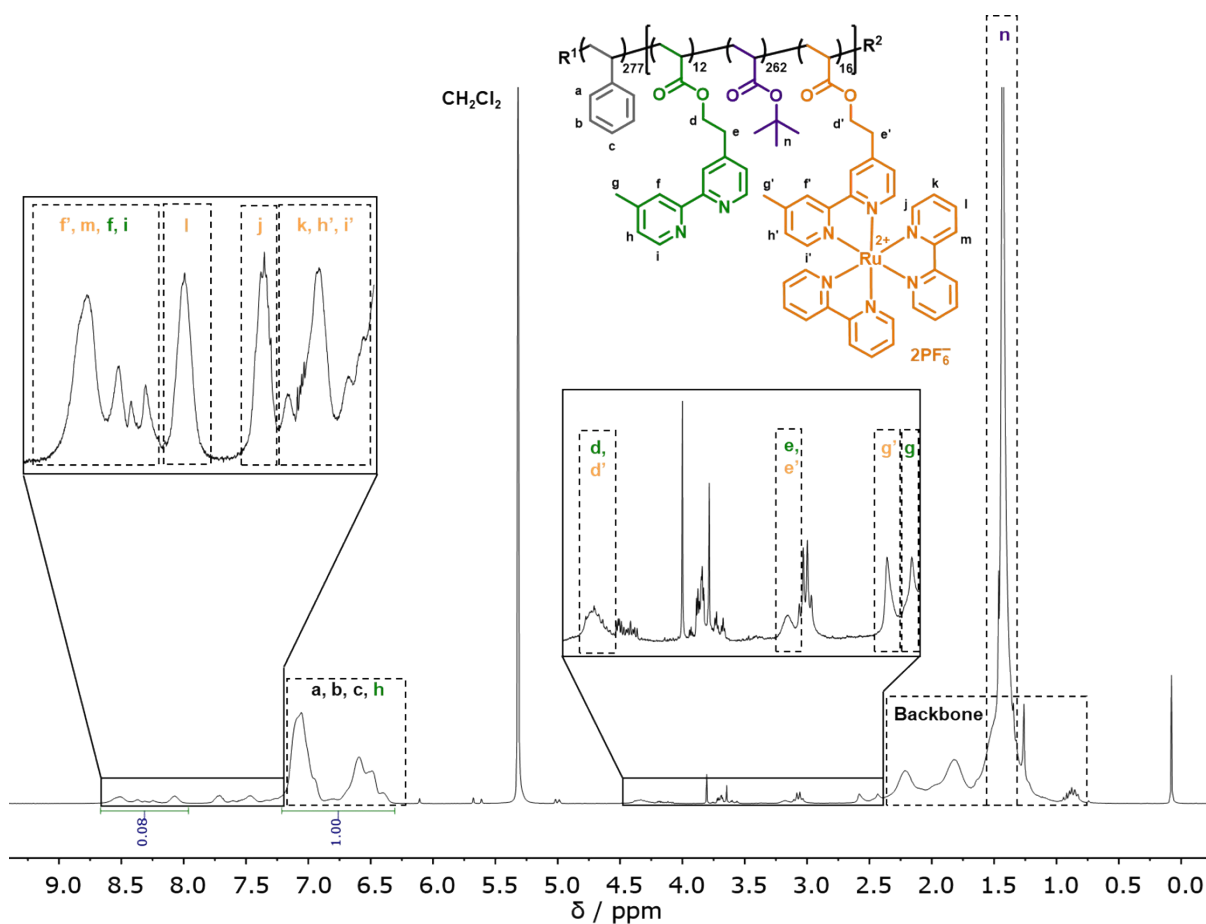 n
R¹ 277 12 262 16 R²
CH₂Cl₂
a
b
c
O O
d
e
O O
n
O O
d'
e'
g
f
h
N
N
i
g'
f'
h'
N
N
i'
Ru 2+
N
N
N
N
j
k
l
m
2PF₆⁻
f', m, f, i
l
j
k, h', i'
d,
d'
e,
e'
g'
g
a, b, c, h
Backbone
0.08
1.00
9.0 8.5 8.0 7.5 7.0 6.5 6.0 5.5 5.0 4.5 4.0 3.5 3.0 2.5 2.0 1.5 1.0 0.5 0.0
δ / ppm